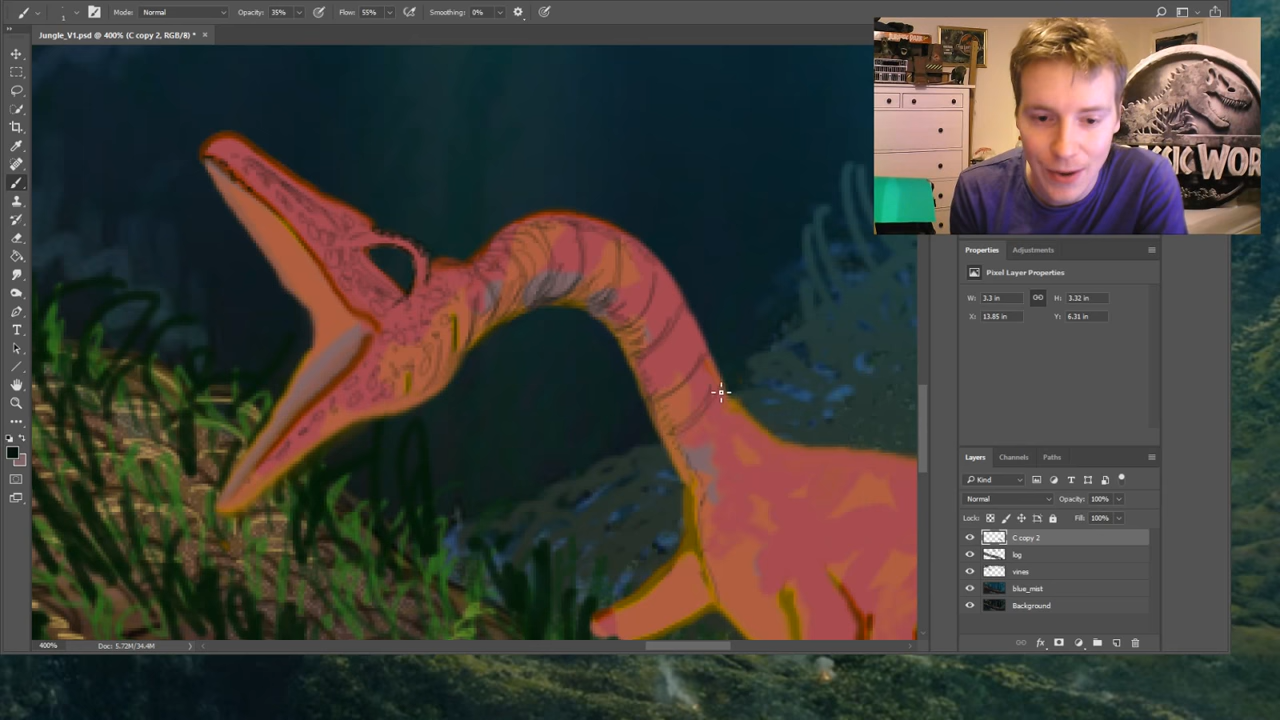 1
Mode: Normal
Opacity: 35%
Flow: 55%
Smoothing: 0%
Jungle_V1.psd @ 400% (C copy 2, RGB/8) *
Properties
Adjustments
Pixel Layer Properties
W: 3.3 in
H: 3.32 in
X: 13.85 in
Y: 6.31 in
Layers
Channels
Paths
Kind
Normal
Opacity: 100%
Lock:
Fill: 100%
C copy 2
log
vines
blue_mist
Background
400%
Doc: 5.72M/34.4M